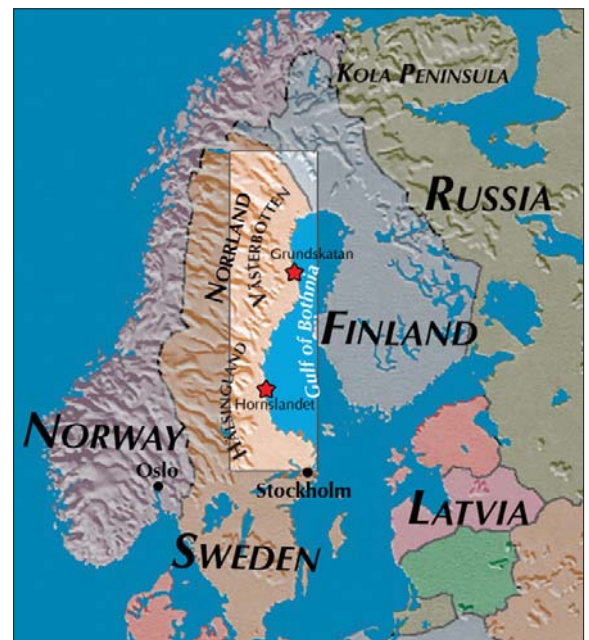 KOLA PENINSULA
RUSSIA
NORRLAND
VÄSTERBOTTEN
Grundskatan
Gulf of Bothnia
FINLAND
HÄLSINGLAND
Hornslandet
NORWAY
Oslo
Stockholm
LATVIA
SWEDEN